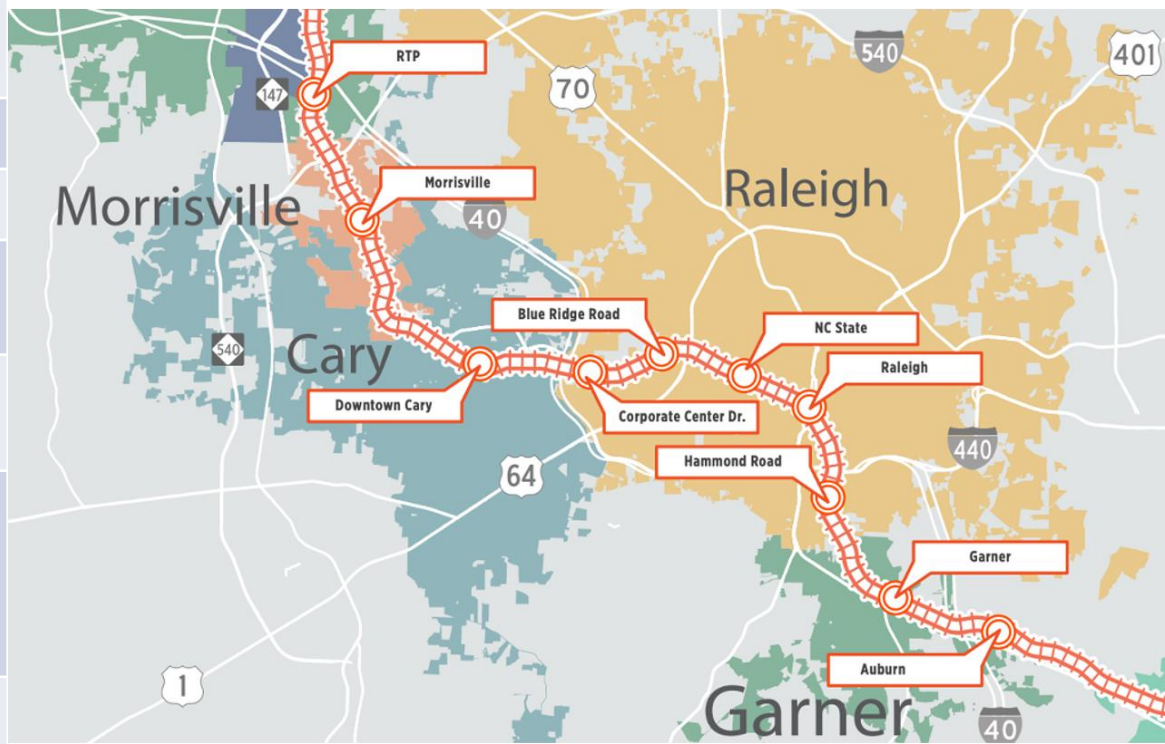 RTP
540
401
70
147
Morrisville
Morrisville
40
Raleigh
Blue Ridge Road
NC State
540
Cary
Raleigh
Downtown Cary
Corporate Center Dr.
440
Hammond Road
64
Garner
Auburn
1
Garner
40